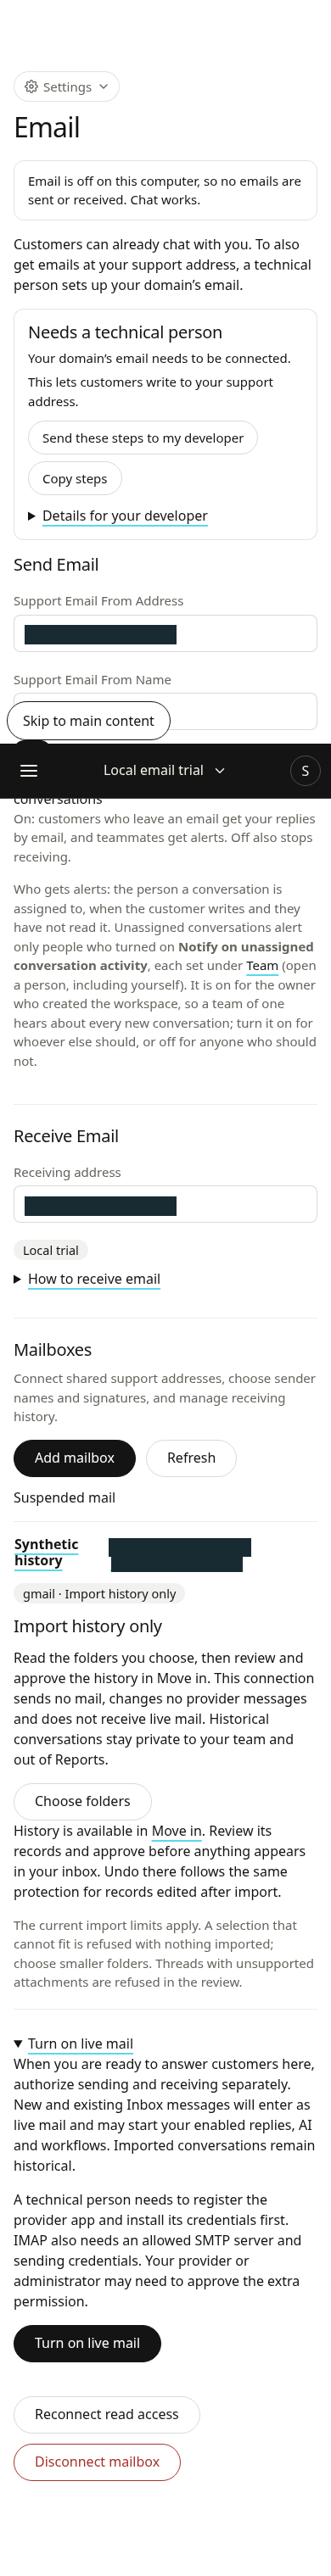 Settings
Email
Email is off on this computer, so no emails are
sent or received. Chat works.
Customers can already chat with you. To also
get emails at your support address, a technical
person sets up your domain’s email.
Needs a technical person
Your domain’s email needs to be connected.
This lets customers write to your support
address.
Send these steps to my developer
Copy steps
Details for your developer
Send Email
Support Email From Address
Support Email From Name
Skip to main content
Local email trial
S
conversations
On: customers who leave an email get your replies
by email, and teammates get alerts. Off also stops
receiving.
Who gets alerts: the person a conversation is
assigned to, when the customer writes and they
have not read it. Unassigned conversations alert
only people who turned on Notify on unassigned
conversation activity, each set under Team (open
a person, including yourself). It is on for the owner
who created the workspace, so a team of one
hears about every new conversation; turn it on for
whoever else should, or off for anyone who should
not.
Receive Email
Receiving address
Local trial
How to receive email
Mailboxes
Connect shared support addresses, choose sender
names and signatures, and manage receiving
history.
Add mailbox
Refresh
Suspended mail
Synthetic
history
gmail · Import history only
Import history only
Read the folders you choose, then review and
approve the history in Move in. This connection
sends no mail, changes no provider messages
and does not receive live mail. Historical
conversations stay private to your team and
out of Reports.
Choose folders
History is available in Move in. Review its
records and approve before anything appears
in your inbox. Undo there follows the same
protection for records edited after import.
The current import limits apply. A selection that
cannot fit is refused with nothing imported;
choose smaller folders. Threads with unsupported
attachments are refused in the review.
Turn on live mail
When you are ready to answer customers here,
authorize sending and receiving separately.
New and existing Inbox messages will enter as
live mail and may start your enabled replies, AI
and workflows. Imported conversations remain
historical.
A technical person needs to register the
provider app and install its credentials first.
IMAP also needs an allowed SMTP server and
sending credentials. Your provider or
administrator may need to approve the extra
permission.
Turn on live mail
Reconnect read access
Disconnect mailbox